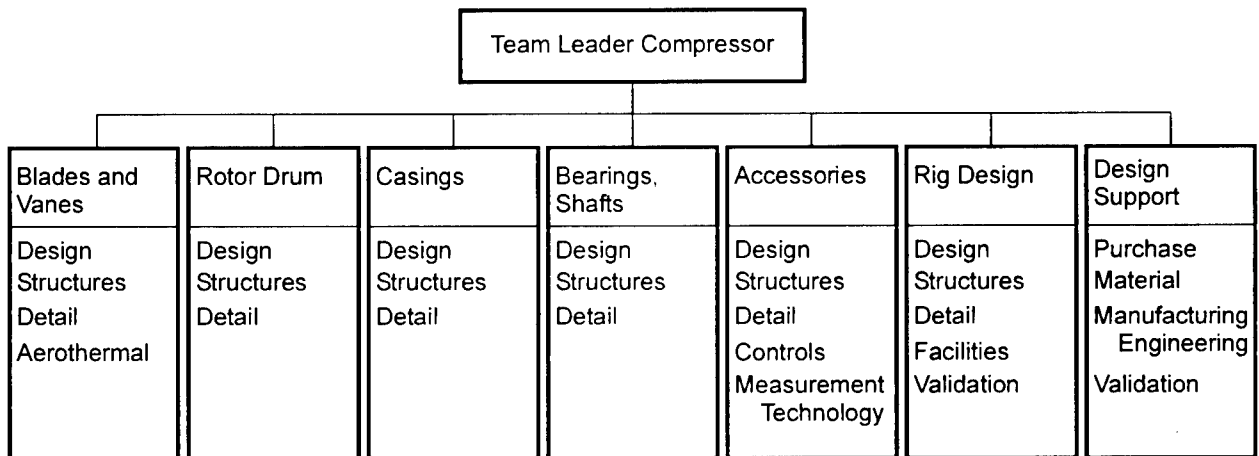 Team Leader Compressor
Blades and
Vanes
Design
Structures
Detail
Aerothermal
Rotor Drum
Design
Structures
Detail
Casings
Design
Structures
Detail
Bearings,
Shafts
Design
Structures
Detail
Accessories
Design
Structures
Detail
Controls
Measurement
Technology
Rig Design
Design
Structures
Detail
Facilities
Validation
Design
Support
Purchase
Material
Manufacturing
Engineering
Validation